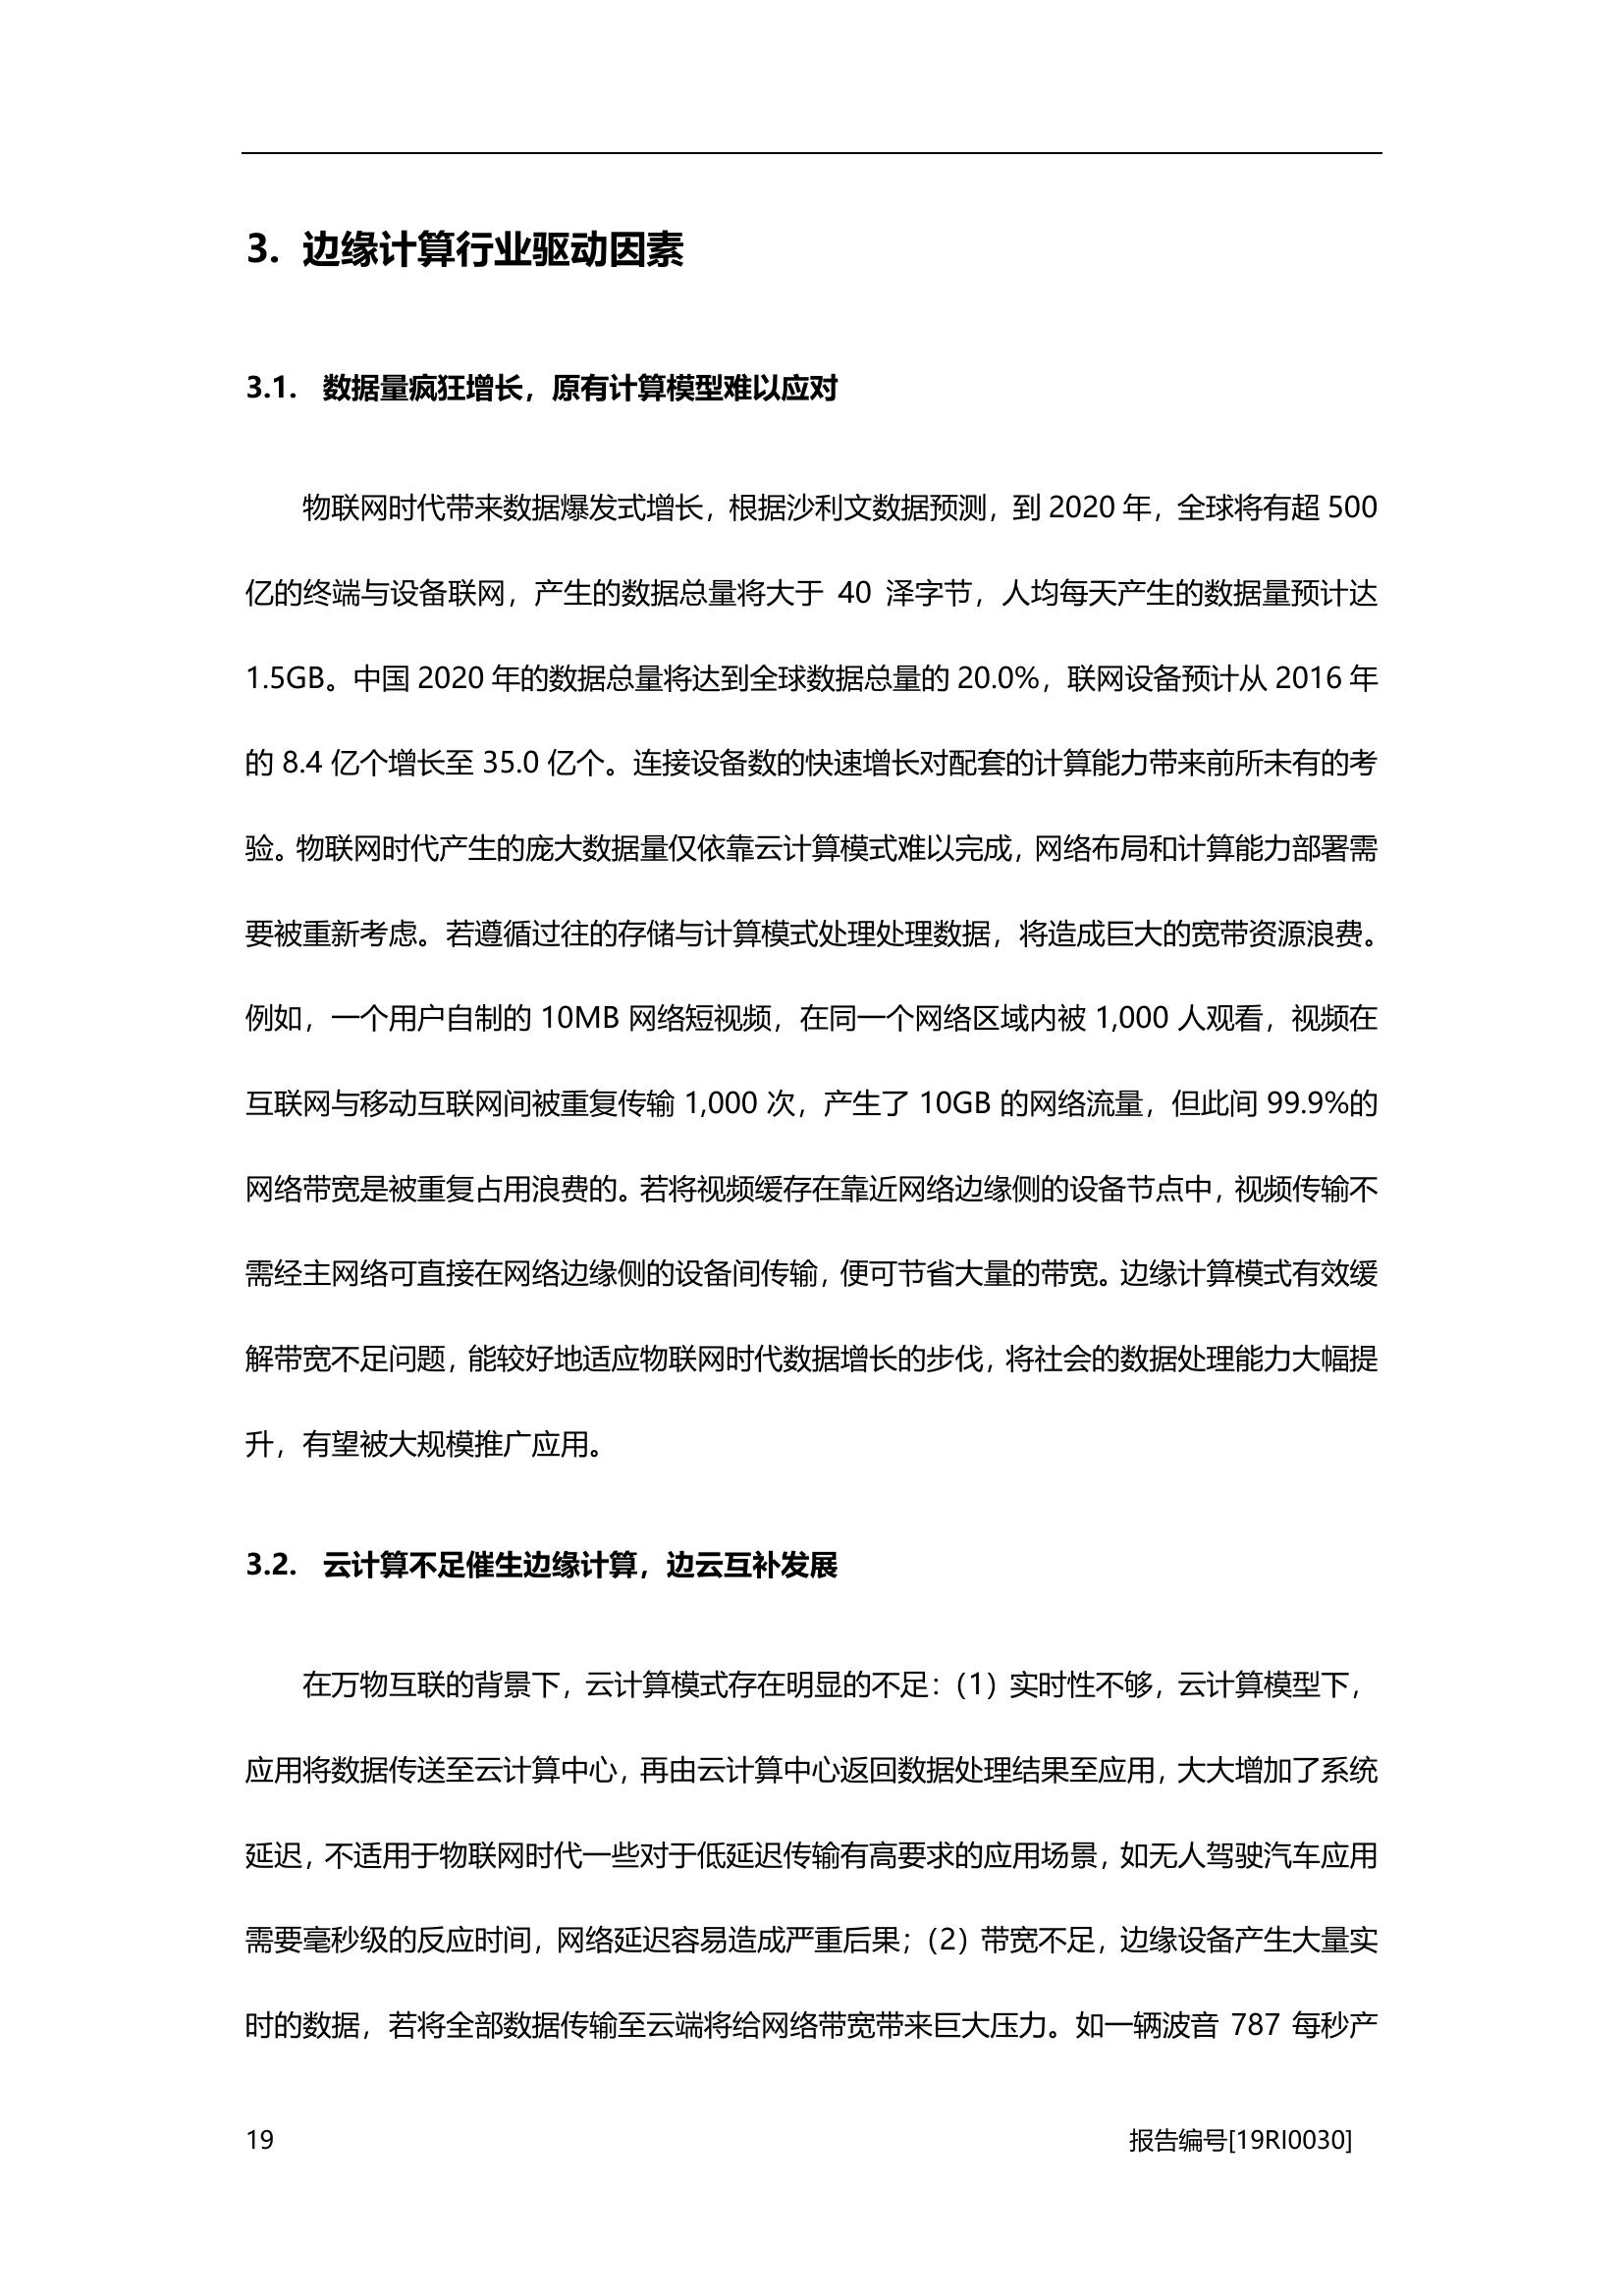 3. 边缘计算行业驱动因素
3.1. 数据量疯狂增长，原有计算模型难以应对
物联网时代带来数据爆发式增长，根据沙利文数据预测，到 2020 年，全球将有超 500
亿的终端与设备联网，产生的数据总量将大于 40 泽字节，人均每天产生的数据量预计达
1.5GB。中国 2020 年的数据总量将达到全球数据总量的 20.0%，联网设备预计从 2016 年
的 8.4 亿个增长至 35.0 亿个。连接设备数的快速增长对配套的计算能力带来前所未有的考
验。物联网时代产生的庞大数据量仅依靠云计算模式难以完成，网络布局和计算能力部署需
要被重新考虑。若遵循过往的存储与计算模式处理处理数据，将造成巨大的宽带资源浪费。
例如，一个用户自制的 10MB 网络短视频，在同一个网络区域内被 1,000 人观看，视频在
互联网与移动互联网间被重复传输 1,000 次，产生了 10GB 的网络流量，但此间 99.9%的
网络带宽是被重复占用浪费的。若将视频缓存在靠近网络边缘侧的设备节点中，视频传输不
需经主网络可直接在网络边缘侧的设备间传输，便可节省大量的带宽。边缘计算模式有效缓
解带宽不足问题，能较好地适应物联网时代数据增长的步伐，将社会的数据处理能力大幅提
升，有望被大规模推广应用。
3.2. 云计算不足催生边缘计算，边云互补发展
在万物互联的背景下，云计算模式存在明显的不足：（1）实时性不够，云计算模型下，
应用将数据传送至云计算中心，再由云计算中心返回数据处理结果至应用，大大增加了系统
延迟，不适用于物联网时代一些对于低延迟传输有高要求的应用场景，如无人驾驶汽车应用
需要毫秒级的反应时间，网络延迟容易造成严重后果；（2）带宽不足，边缘设备产生大量实
时的数据，若将全部数据传输至云端将给网络带宽带来巨大压力。如一辆波音 787 每秒产
19 报告编号[19RI0030]